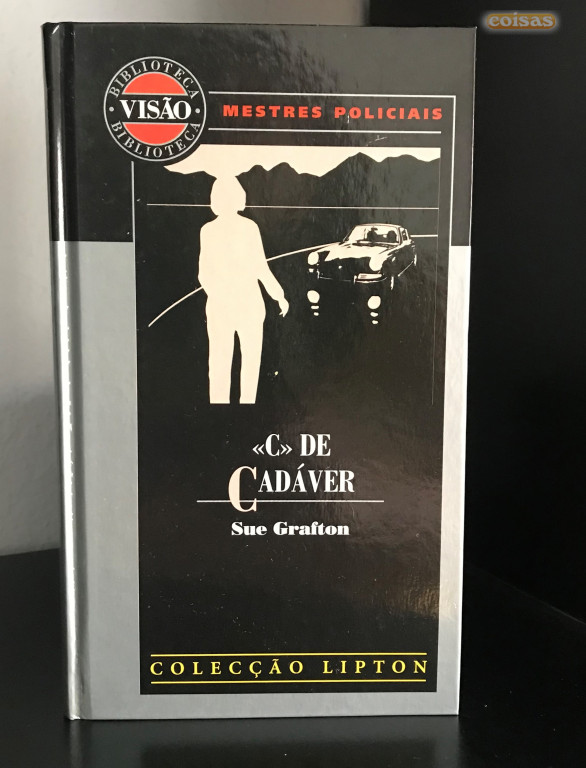 coisas
BIBLIOTECA
VISÃO
BIBLIOTECA
MESTRES POLICIAIS
«C» DE
CADÁVER
Sue Grafton
COLECÇÃO LIPTON